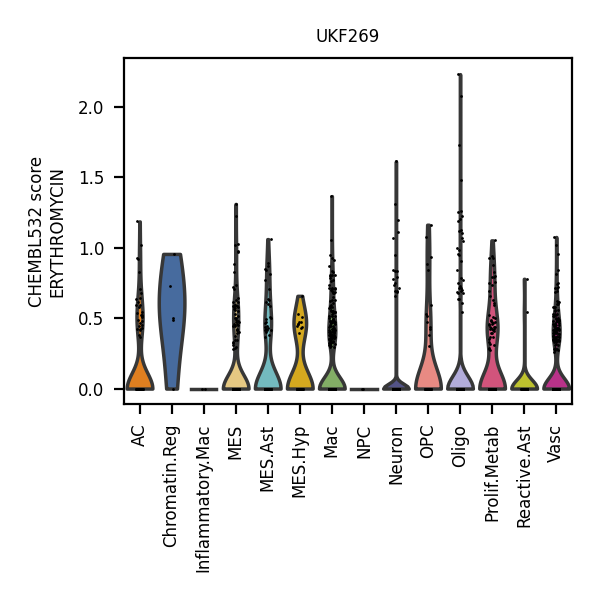 UKF269
CHEMBL532 score
ERYTHROMYCIN
2.0
1.5
1.0
0.5
0.0
AC
Chromatin.Reg
Inflammatory.Mac
MES
MES.Ast
MES.Hyp
Mac
NPC
Neuron
OPC
Oligo
Prolif.Metab
Reactive.Ast
Vasc